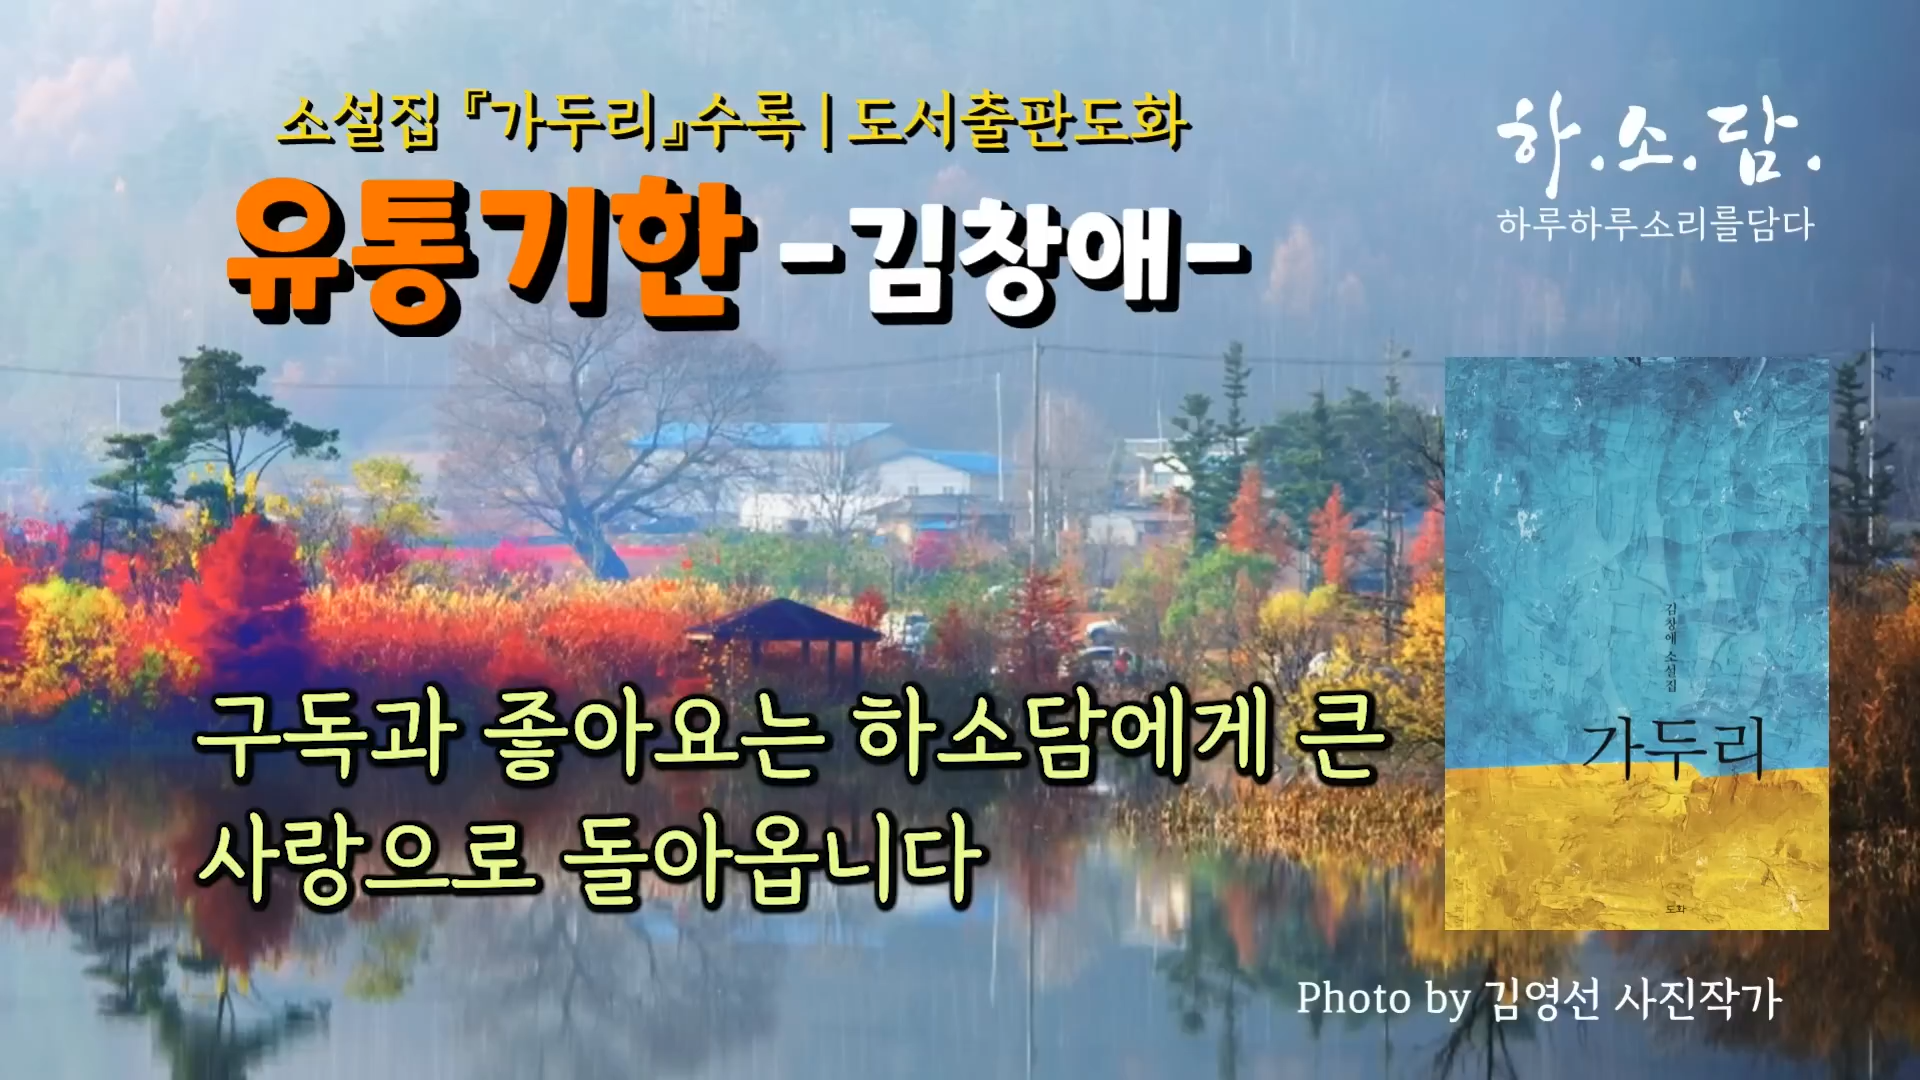 소설집 『가두리』수록 | 도서출판도화
유통기한 -김창애-
하.소.담.
하루하루소리를담다
김창애 소설집
가두리
도화
구독과 좋아요는 하소담에게 큰
사랑으로 돌아옵니다
Photo by 김영선 사진작가